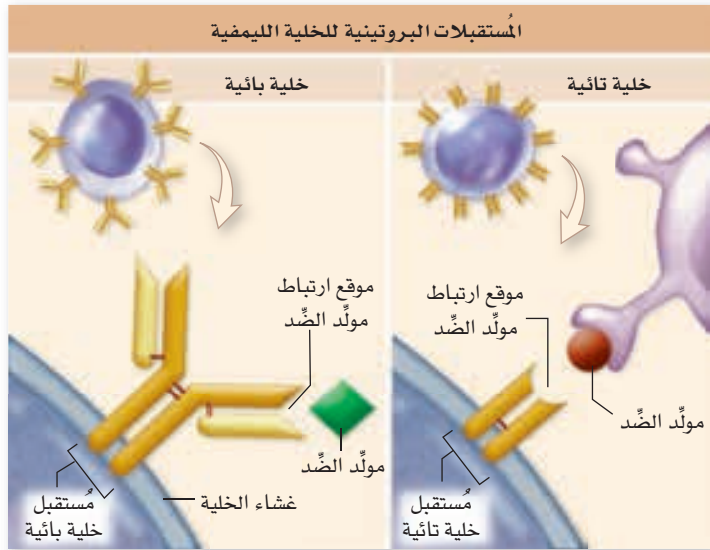 المُستقبلات البروتينية للخلية الليمفية
خلية تائية
خلية بائية
موقع ارتباط
مولِّد الضِّد
مولِّد الضِّد
مُستقبل
خلية تائية
موقع ارتباط
مولِّد الضِّد
مولِّد الضِّد
غشاء الخلية
مُستقبل
خلية بائية